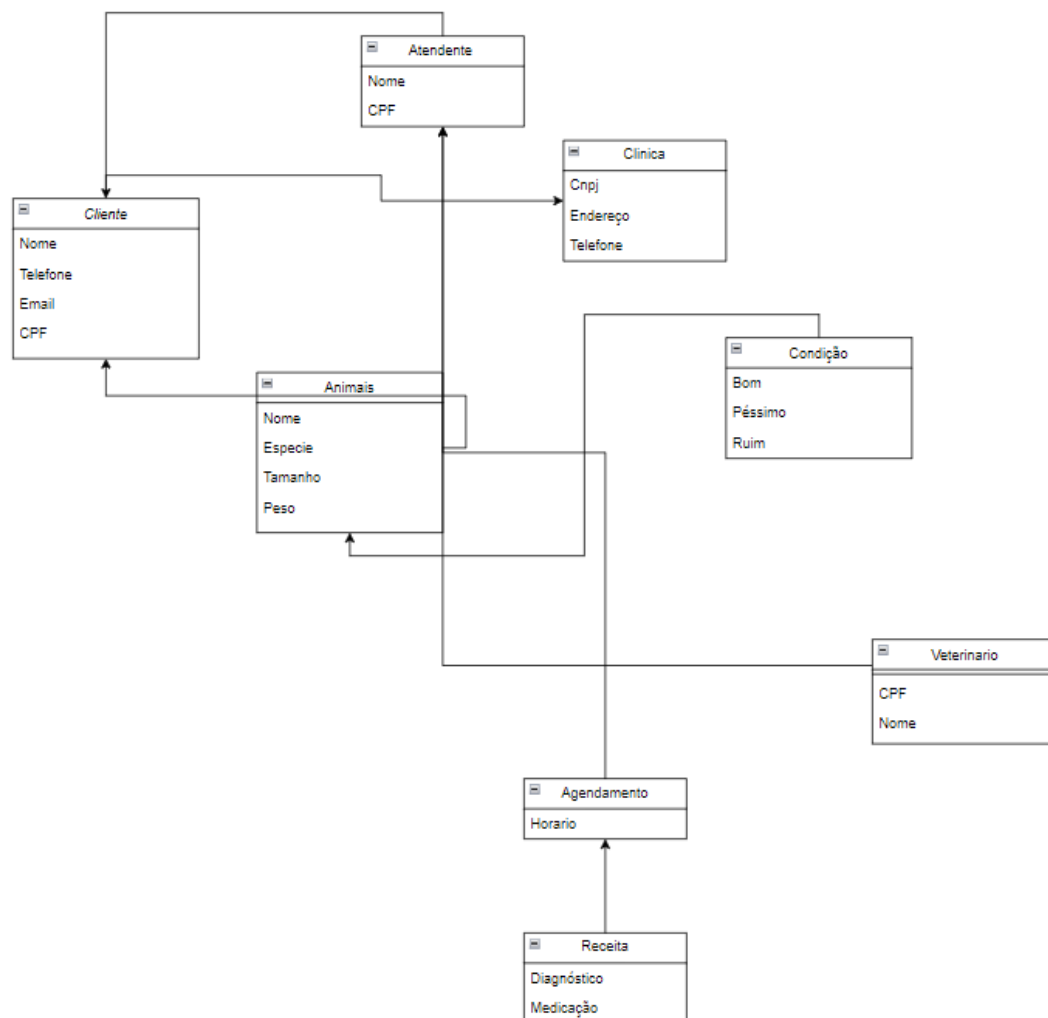 Atendente
Nome
CPF
Clinica
Cnpj
Endereço
Telefone
Cliente
Nome
Telefone
Email
CPF
Condição
Bom
Péssimo
Ruim
Animais
Nome
Especie
Tamanho
Peso
Veterinario
CPF
Nome
Agendamento
Horario
Receita
Diagnóstico
Medicação